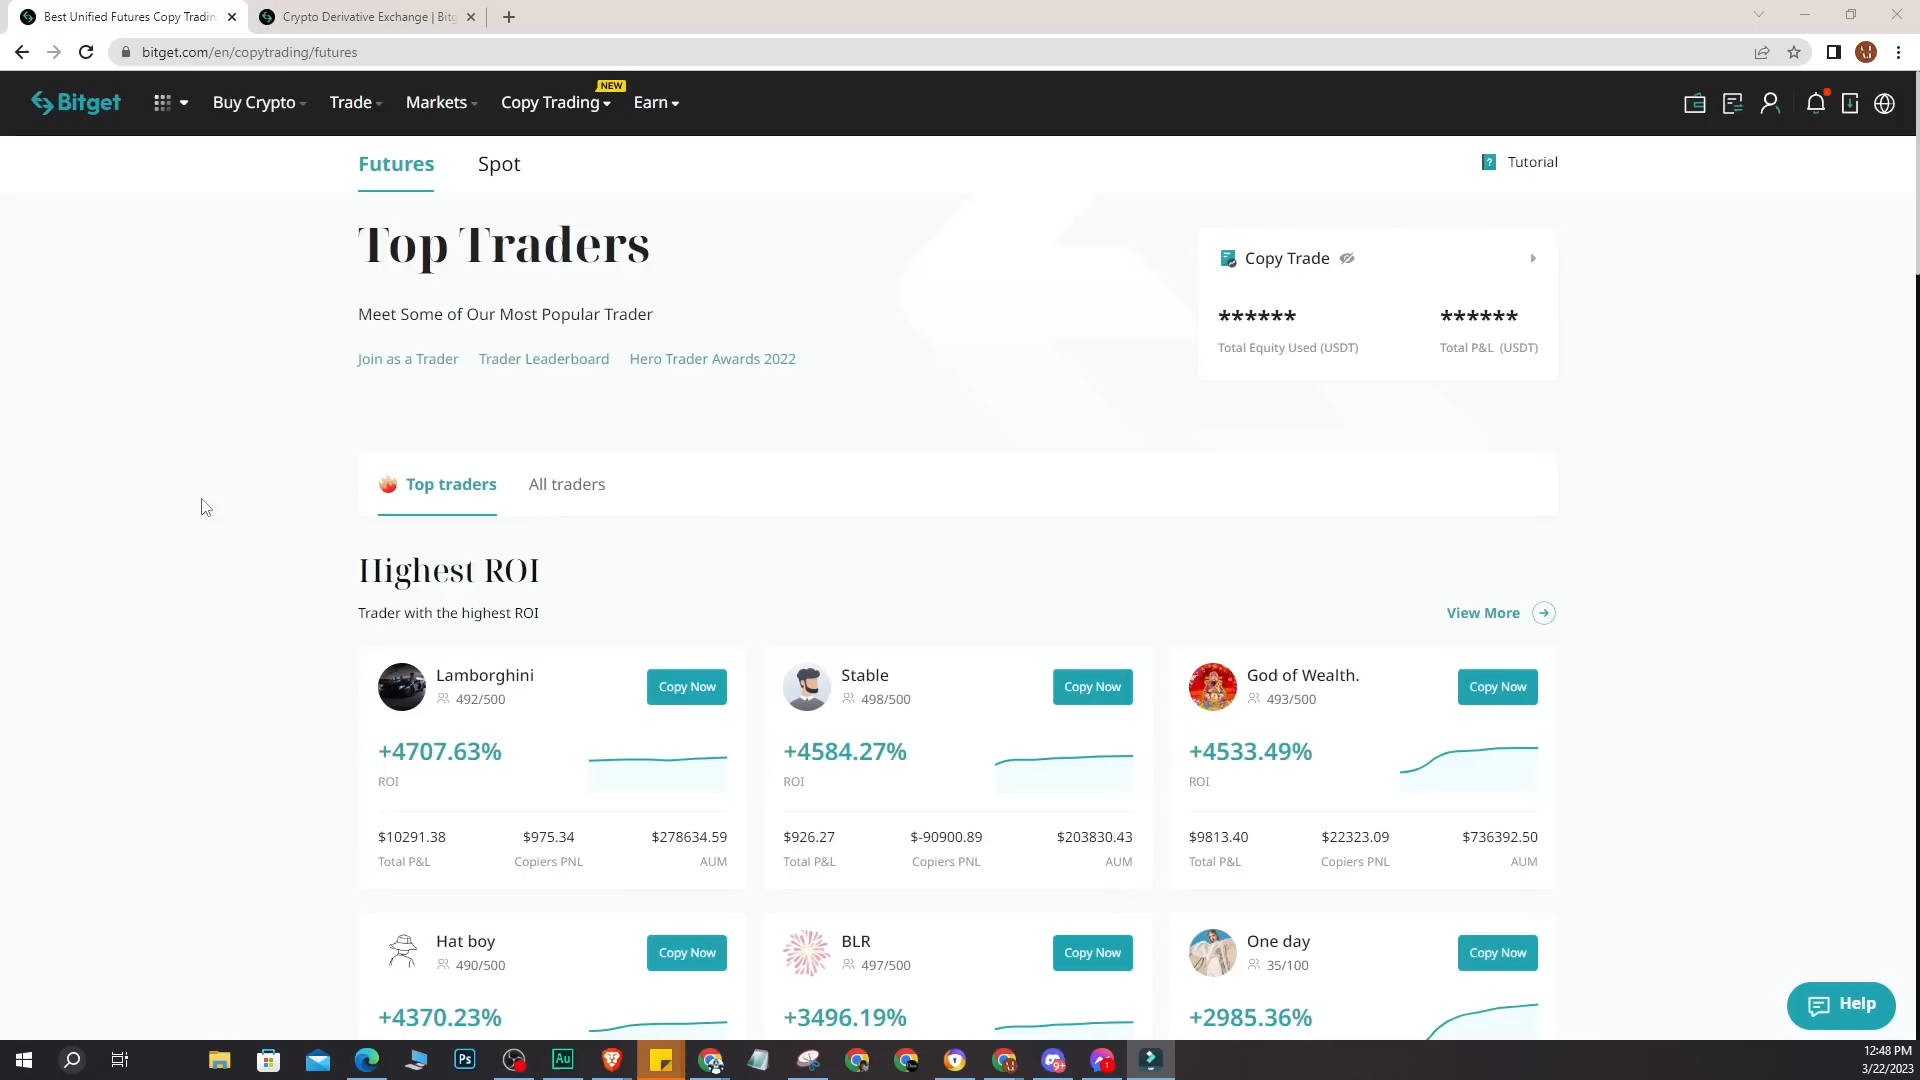 Best Unified Futures Copy Tradin
Crypto Derivative Exchange | Bitg
bitget.com/en/copytrading/futures
Bitget
Buy Crypto
Trade
Markets
Copy Trading
NEW
Earn
Futures
Spot
Tutorial
Top Traders
Meet Some of Our Most Popular Trader
Join as a Trader
Trader Leaderboard
Hero Trader Awards 2022
Copy Trade
******
******
Total Equity Used (USDT)
Total P&L (USDT)
Top traders
All traders
Highest ROI
Trader with the highest ROI
View More
Lamborghini
492/500
Copy Now
+4707.63%
ROI
$10291.38
$975.34
$278634.59
Total P&L
Copiers PNL
AUM
Stable
498/500
Copy Now
+4584.27%
ROI
$926.27
$-90900.89
$203830.43
Total P&L
Copiers PNL
AUM
God of Wealth.
493/500
Copy Now
+4533.49%
ROI
$9813.40
$22323.09
$736392.50
Total P&L
Copiers PNL
AUM
Hat boy
490/500
Copy Now
+4370.23%
BLR
497/500
Copy Now
+3496.19%
One day
35/100
Copy Now
+2985.36%
Help
Ps
Au
9+
1
12:48 PM
3/22/2023